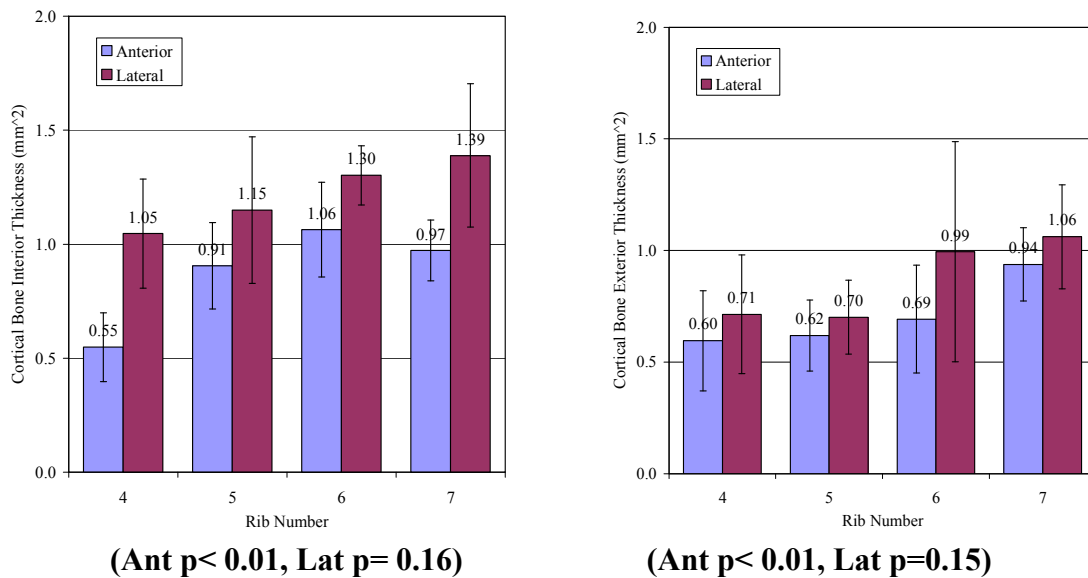 2.0
1.5
1.0
0.5
0.0
Cortical Bone Interior Thickness (mm^2)
Anterior
Lateral
0.55
1.05
0.91
1.15
1.06
1.30
0.97
1.39
4 5 6 7
Rib Number
(Ant p< 0.01, Lat p= 0.16)
2.0
1.5
1.0
0.5
0.0
Cortical Bone Exterior Thickness (mm^2)
Anterior
Lateral
0.60
0.71
0.62
0.70
0.69
0.99
0.94
1.06
4 5 6 7
Rib Number
(Ant p< 0.01, Lat p=0.15)